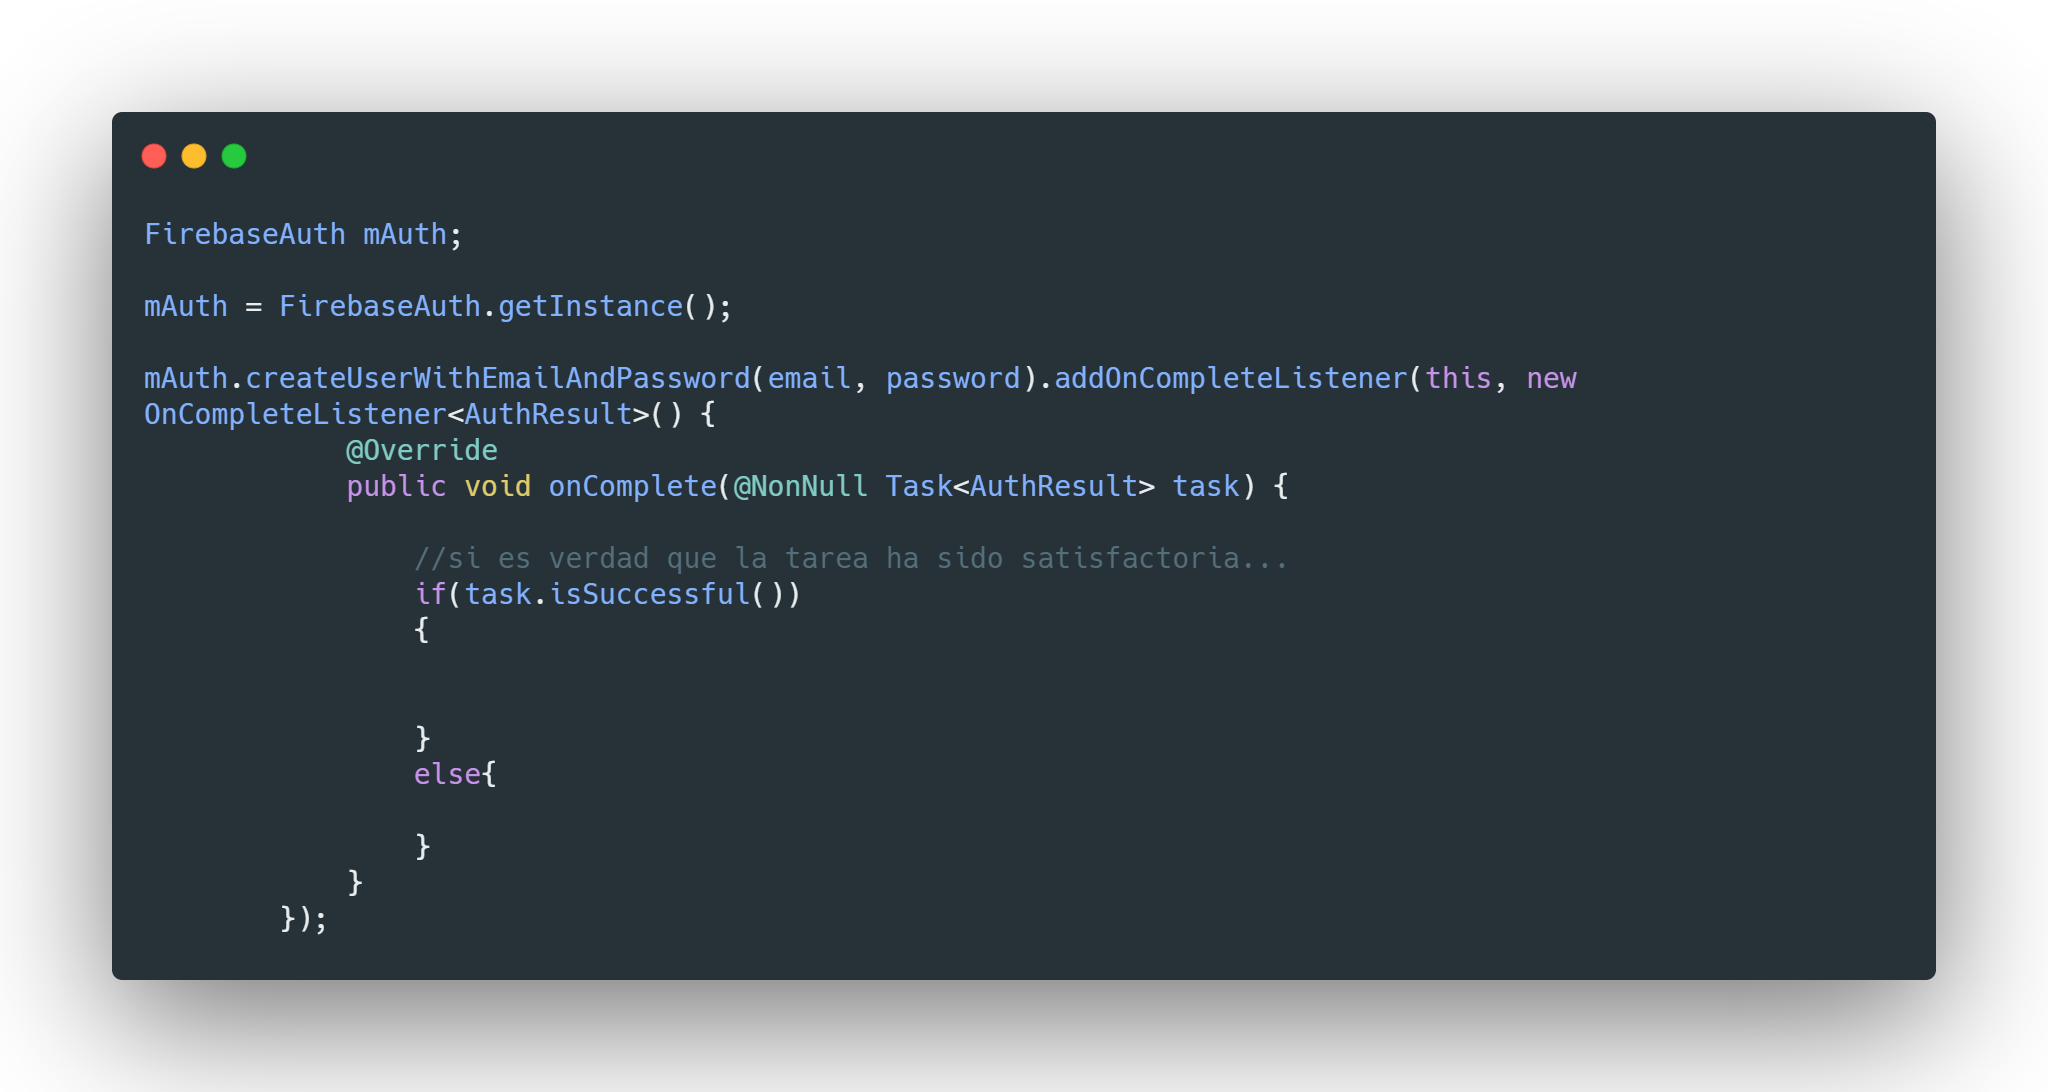 FirebaseAuth mAuth;
mAuth = FirebaseAuth.getInstance();
mAuth.createUserWithEmailAndPassword(email, password).addOnCompleteListener(this, new
OnCompleteListener<AuthResult>() {
            @Override
            public void onComplete(@NonNull Task<AuthResult> task) {
                //si es verdad que la tarea ha sido satisfactoria...
                if(task.isSuccessful())
                {
                }
                else{
                }
            }
        });